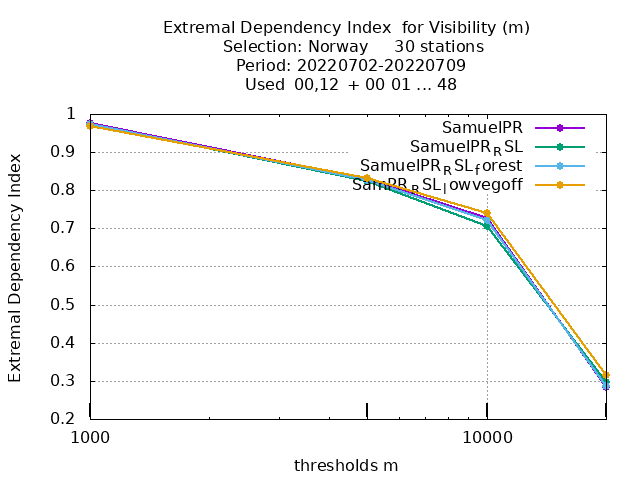 Extremal Dependency Index for Visibility (m)
Selection: Norway 30 stations
Period: 20220702-20220709
Used 00,12 + 00 01 ... 48
Extremal Dependency Index
1
0.9
0.8
0.7
0.6
0.5
0.4
0.3
0.2
SamuelPR
SamuelPR_RSL
SamuelPR_RSL_forest
SamPR_RSL_lowvegoff
1000
10000
thresholds m